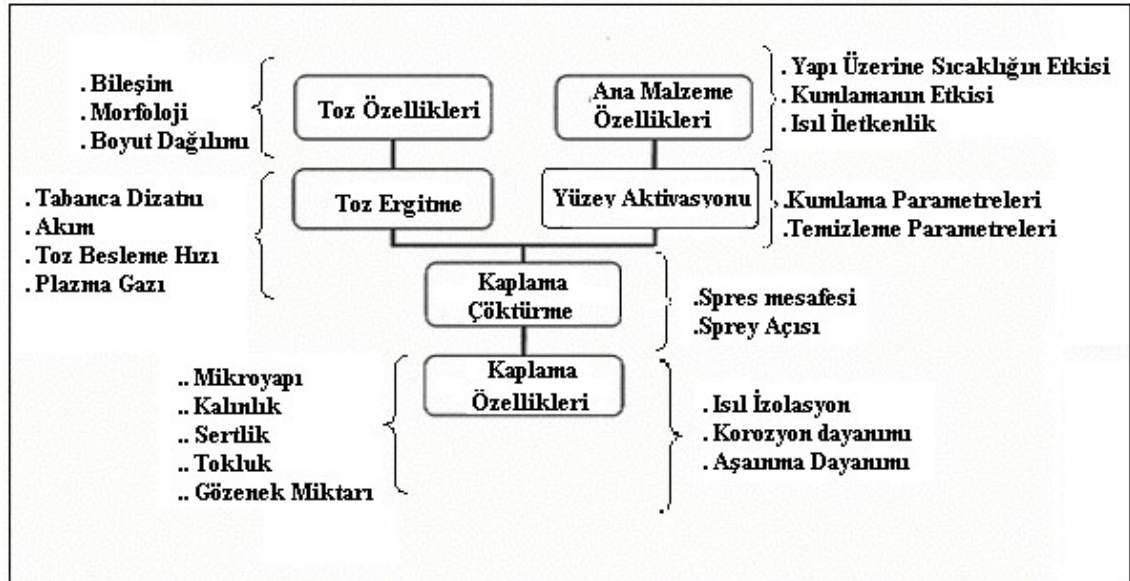 . Bileşim
. Morfoloji
. Boyut Dağılımı
Toz Özellikleri
Ana Malzeme
Özellikleri
. Yapı Üzerine Sıcaklığın Etkisi
. Kumlamanın Etkisi
. Isıl İletkenlik
. Tabanca Dizatnı
. Akım
. Toz Besleme Hızı
. Plazma Gazı
Toz Ergitme
Yüzey Aktivasyonu
.Kumlama Parametreleri
.Temizleme Parametreleri
Kaplama
Çöktürme
.Spres mesafesi
.Sprey Açısı
.. Mikroyapı
.. Kalınlık
.. Sertlik
.. Tokluk
.. Gözenek Miktarı
Kaplama
Özellikleri
. Isıl İzolasyon
. Korozyon dayanımı
. Aşaınma Dayanımı